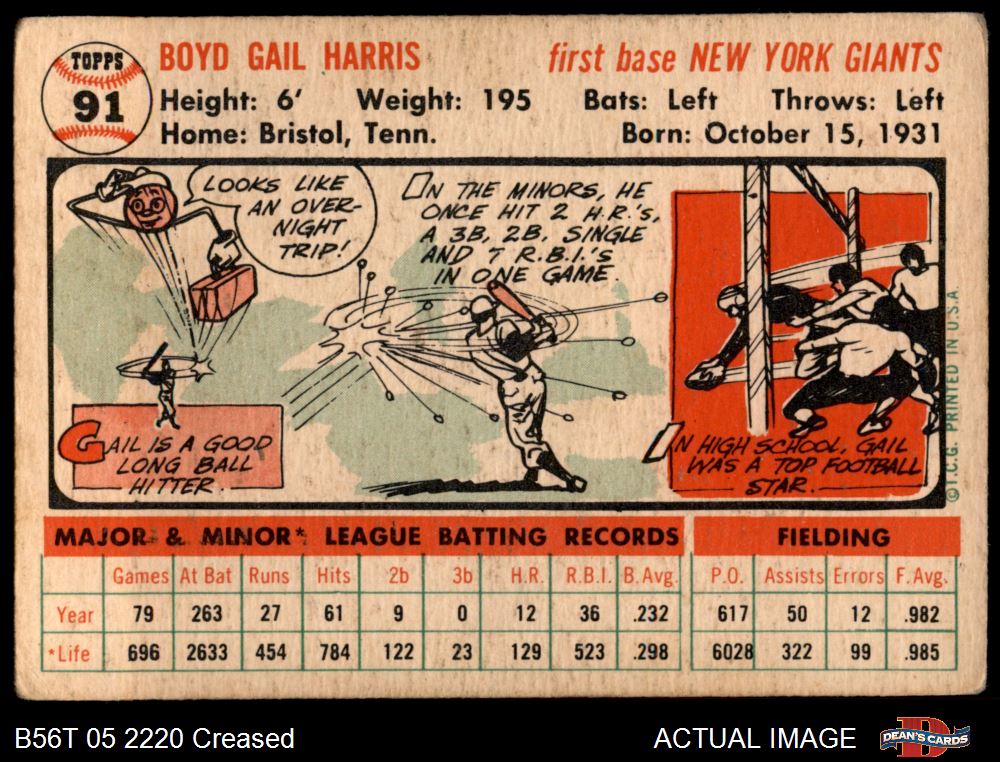 TOPPS
91
BOYD GAIL HARRIS first base NEW YORK GIANTS
Height: 6' Weight: 195 Bats: Left Throws: Left
Home: Bristol, Tenn. Born: October 15, 1931
LOOKS LIKE
AN OVER-
NIGHT
TRIP!
GAIL IS A GOOD
LONG BALL
HITTER.
ON THE MINORS, HE
ONCE HIT 2 H.R.'s,
A 3B, 2B, SINGLE
AND 7 R.B.I.'s
IN ONE GAME.
IN HIGH SCHOOL, GAIL
WAS A TOP FOOTBALL
STAR.
©T.C.G. PRINTED IN U.S.A.
MAJOR & MINOR* LEAGUE BATTING RECORDS FIELDING
Games At Bat Runs Hits 2b 3b H.R. R.B.I. B.Avg. P.O. Assists Errors F.Avg.
Year 79 263 27 61 9 0 12 36 .232 617 50 12 .982
*Life 696 2633 454 784 122 23 129 523 .298 6028 322 99 .985
B56T 05 2220 Creased ACTUAL IMAGE
D
DEAN'S CARDS